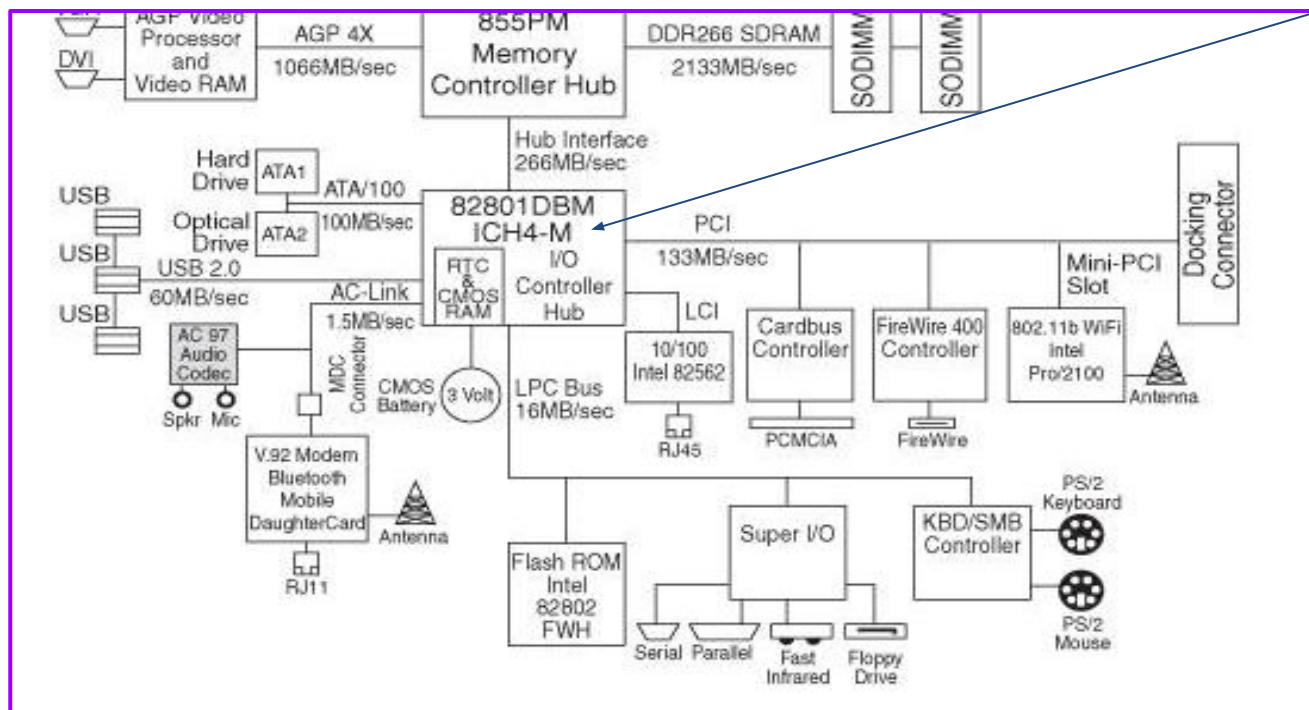 AGP Video
Processor
and
Video RAM
DVI
AGP 4X
1066MB/sec
855PM
Memory
Controller Hub
DDR266 SDRAM
2133MB/sec
SODIMM
SODIMM
Hub Interface
266MB/sec
Hard
Drive
ATA1
ATA/100
100MB/sec
Optical
Drive
ATA2
USB
USB
USB
USB 2.0
60MB/sec
82801DBM
ICH4-M
I/O
Controller
Hub
RTC
&
CMOS
RAM
PCI
133MB/sec
Docking
Connector
Mini-PCI
Slot
AC-Link
1.5MB/sec
LCI
AC 97
Audio
Codec
Spkr Mic
MDC
Connector
CMOS
Battery
3 Volt
LPC Bus
16MB/sec
10/100
Intel 82562
RJ45
Cardbus
Controller
PCMCIA
FireWire 400
Controller
FireWire
802.11b WiFi
intel
Pro/2100
Antenna
V.92 Modern
Bluetooth
Mobile
DaughterCard
Antenna
RJ11
Flash ROM
Intel
82802
FWH
Super I/O
Serial
Parallel
Fast
Infrared
Floppy
Drive
KBD/SMB
Controller
PS/2
Keyboard
PS/2
Mouse